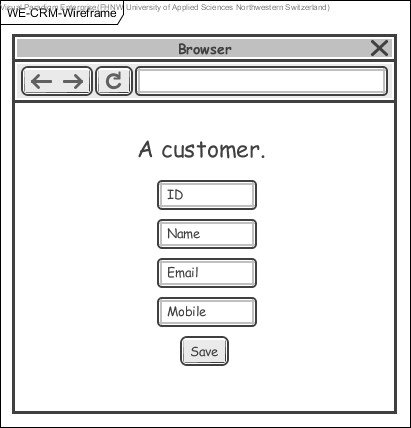 Visual Paradigm Enterprise(FHNW University of Applied Sciences Northwestern Switzerland)
WE-CRM-Wireframe
Browser
A customer.
ID
Name
Email
Mobile
Save